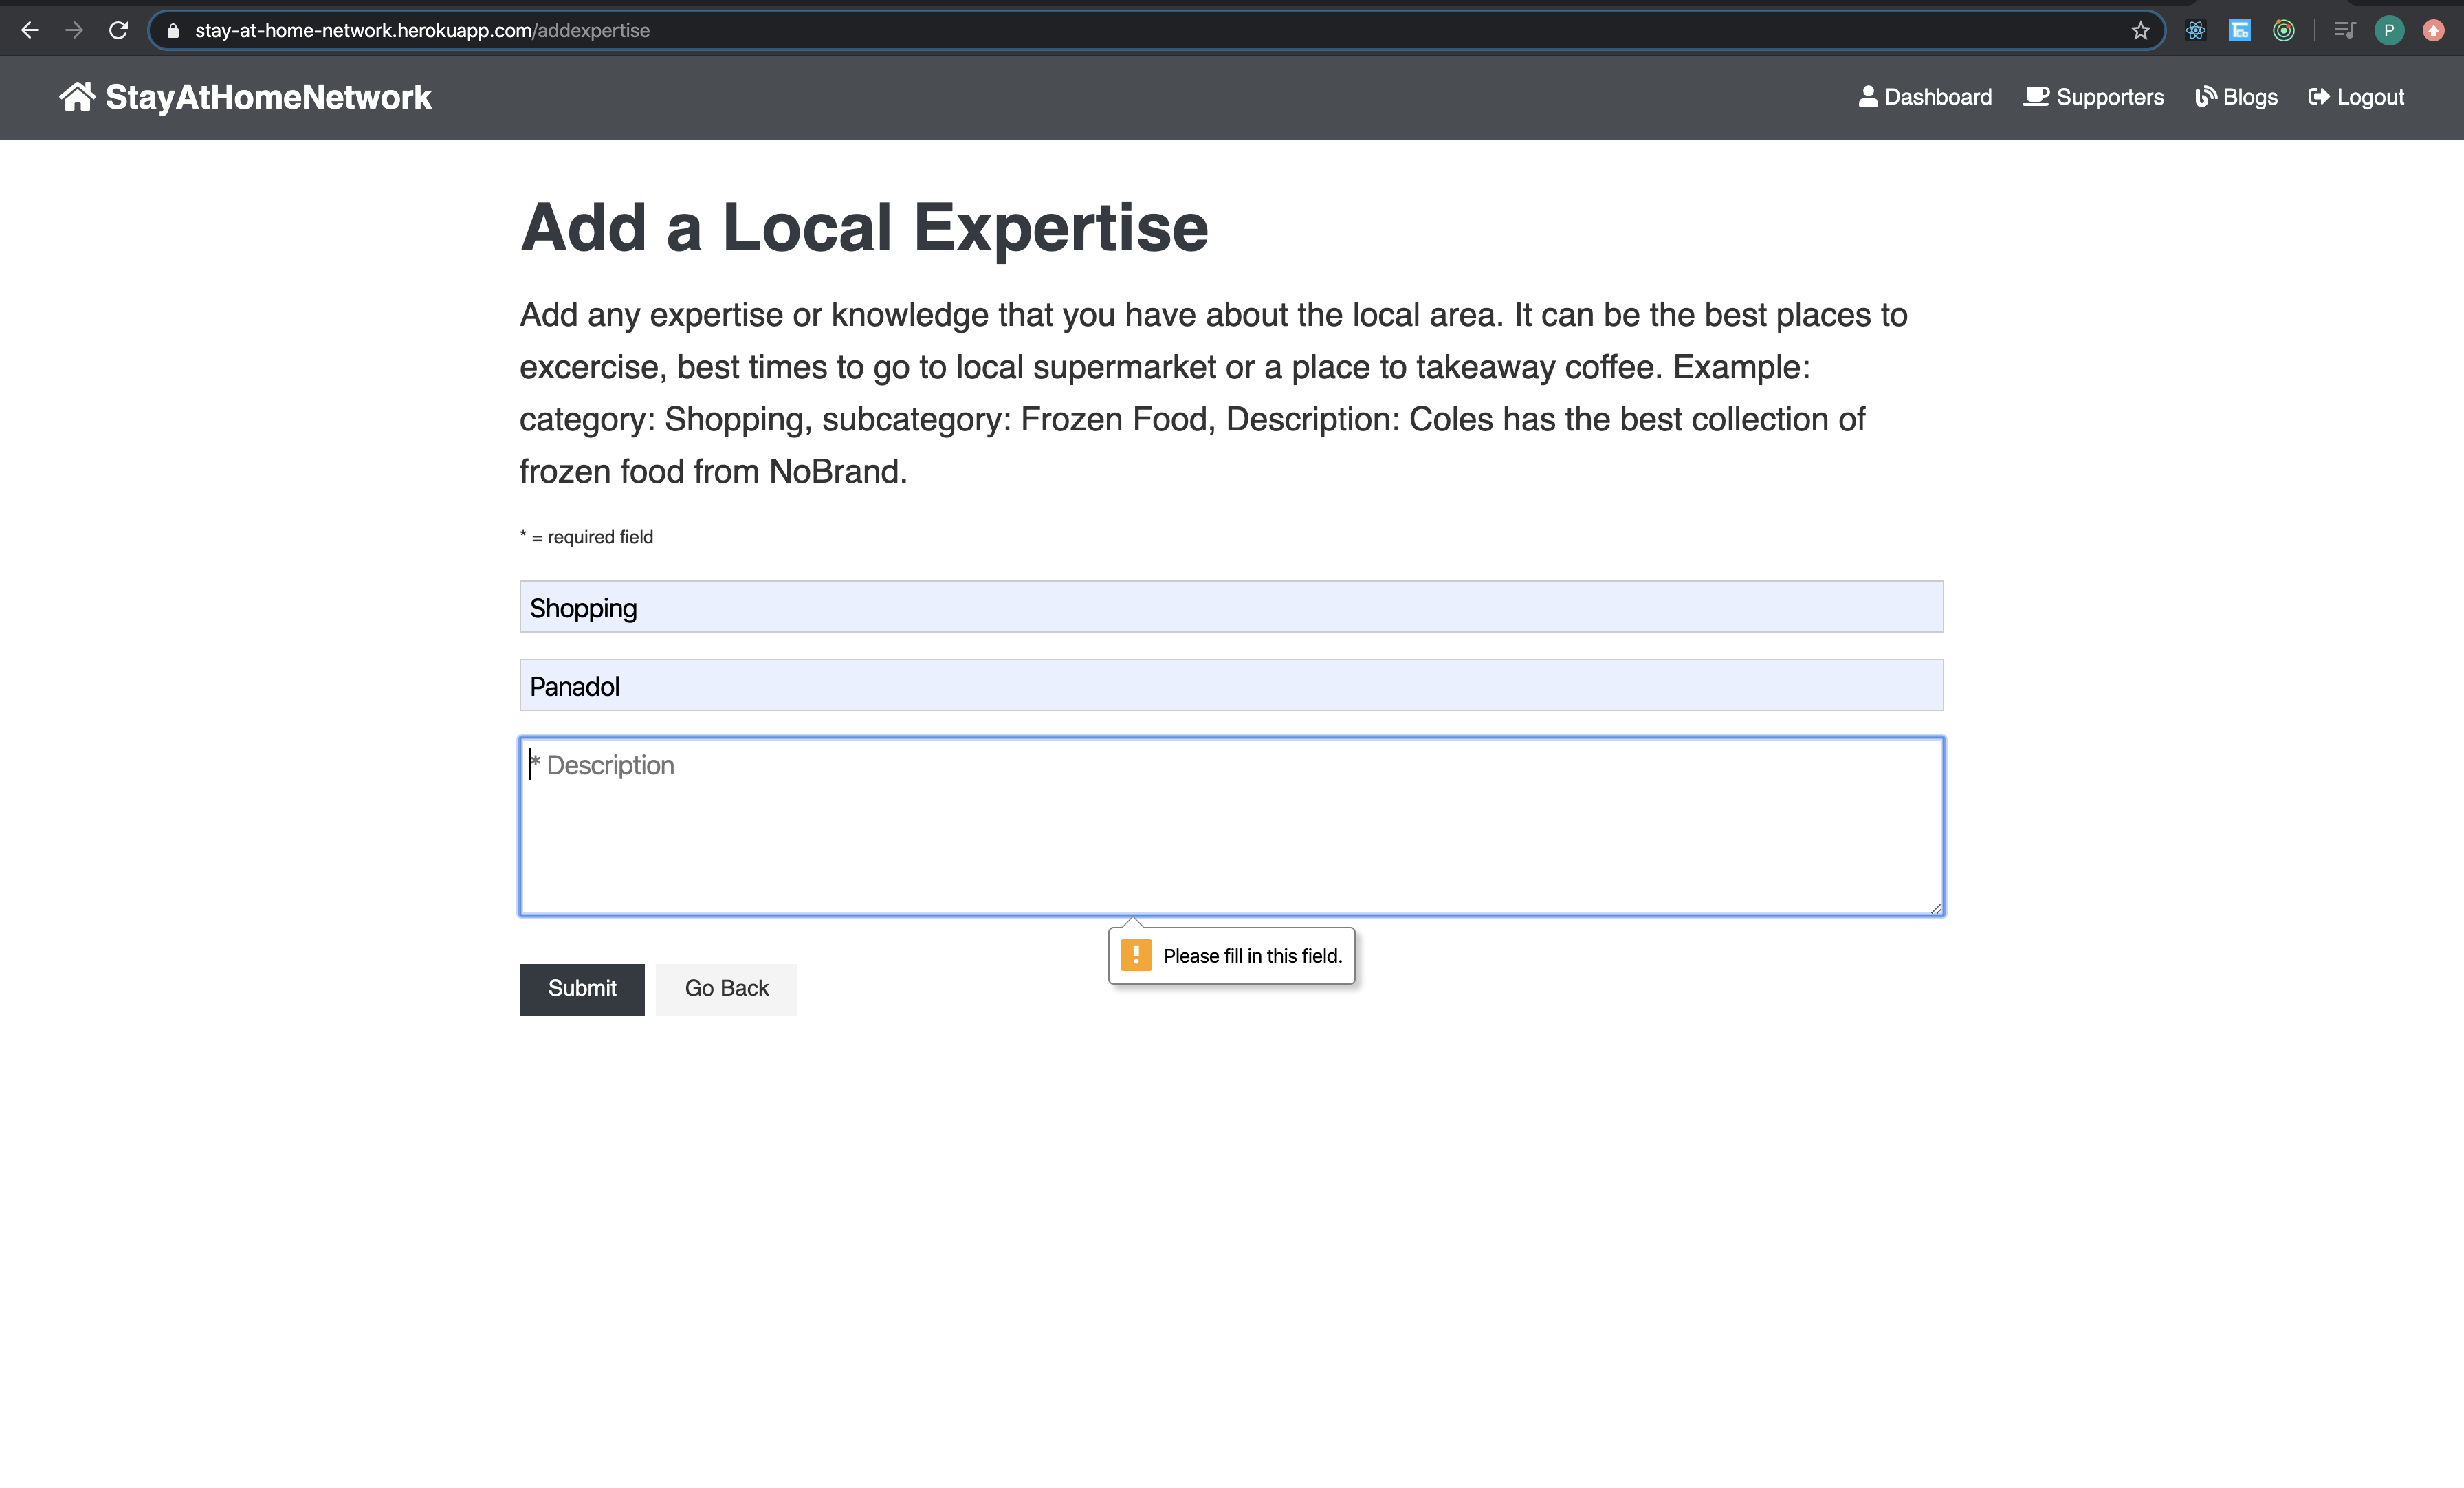 stay-at-home-network.herokuapp.com/addexpertise
P
StayAtHomeNetwork
Dashboard Supporters Blogs Logout
Add a Local Expertise
Add any expertise or knowledge that you have about the local area. It can be the best places to
excercise, best times to go to local supermarket or a place to takeaway coffee. Example:
category: Shopping, subcategory: Frozen Food, Description: Coles has the best collection of
frozen food from NoBrand.
* = required field
Shopping
Panadol
* Description
Please fill in this field.
Submit Go Back